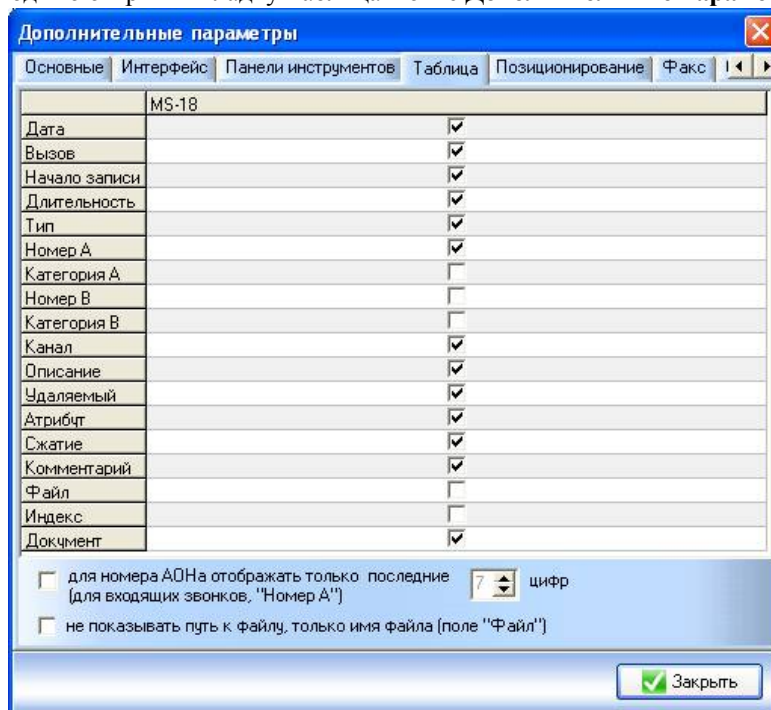 Дополнительные параметры
Основные Интерфейс Панели инструментов Таблица Позиционирование Факс
MS-18
Дата
Вызов
Начало записи
Длительность
Тип
Номер А
Категория А
Номер В
Категория В
Канал
Описание
Удаляемый
Атрибут
Сжатие
Комментарий
Файл
Индекс
Документ
для номера АОНа отображать только последние 7 цифр
(для входящих звонков, "Номер А")
не показывать путь к файлу, только имя файла (поле "Файл")
Закрыть